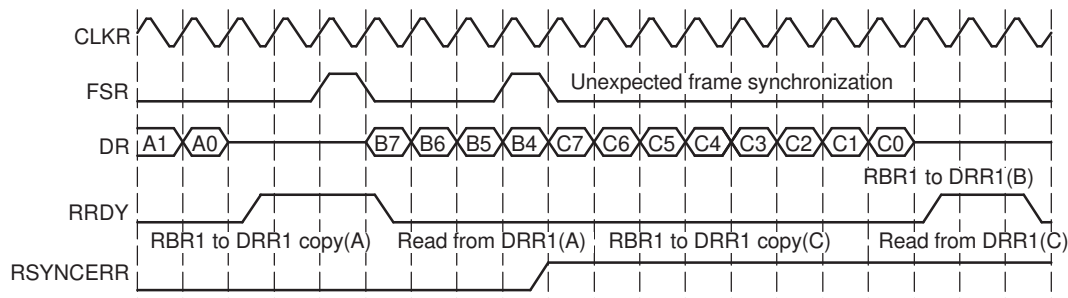 CLKR
FSR Unexpected frame synchronization
DR A1 A0 B7 B6 B5 B4 C7 C6 C5 C4 C3 C2 C1 C0
RBR1 to DRR1(B)
RRDY
RBR1 to DRR1 copy(A) Read from DRR1(A) RBR1 to DRR1 copy(C) Read from DRR1(C)
RSYNCERR